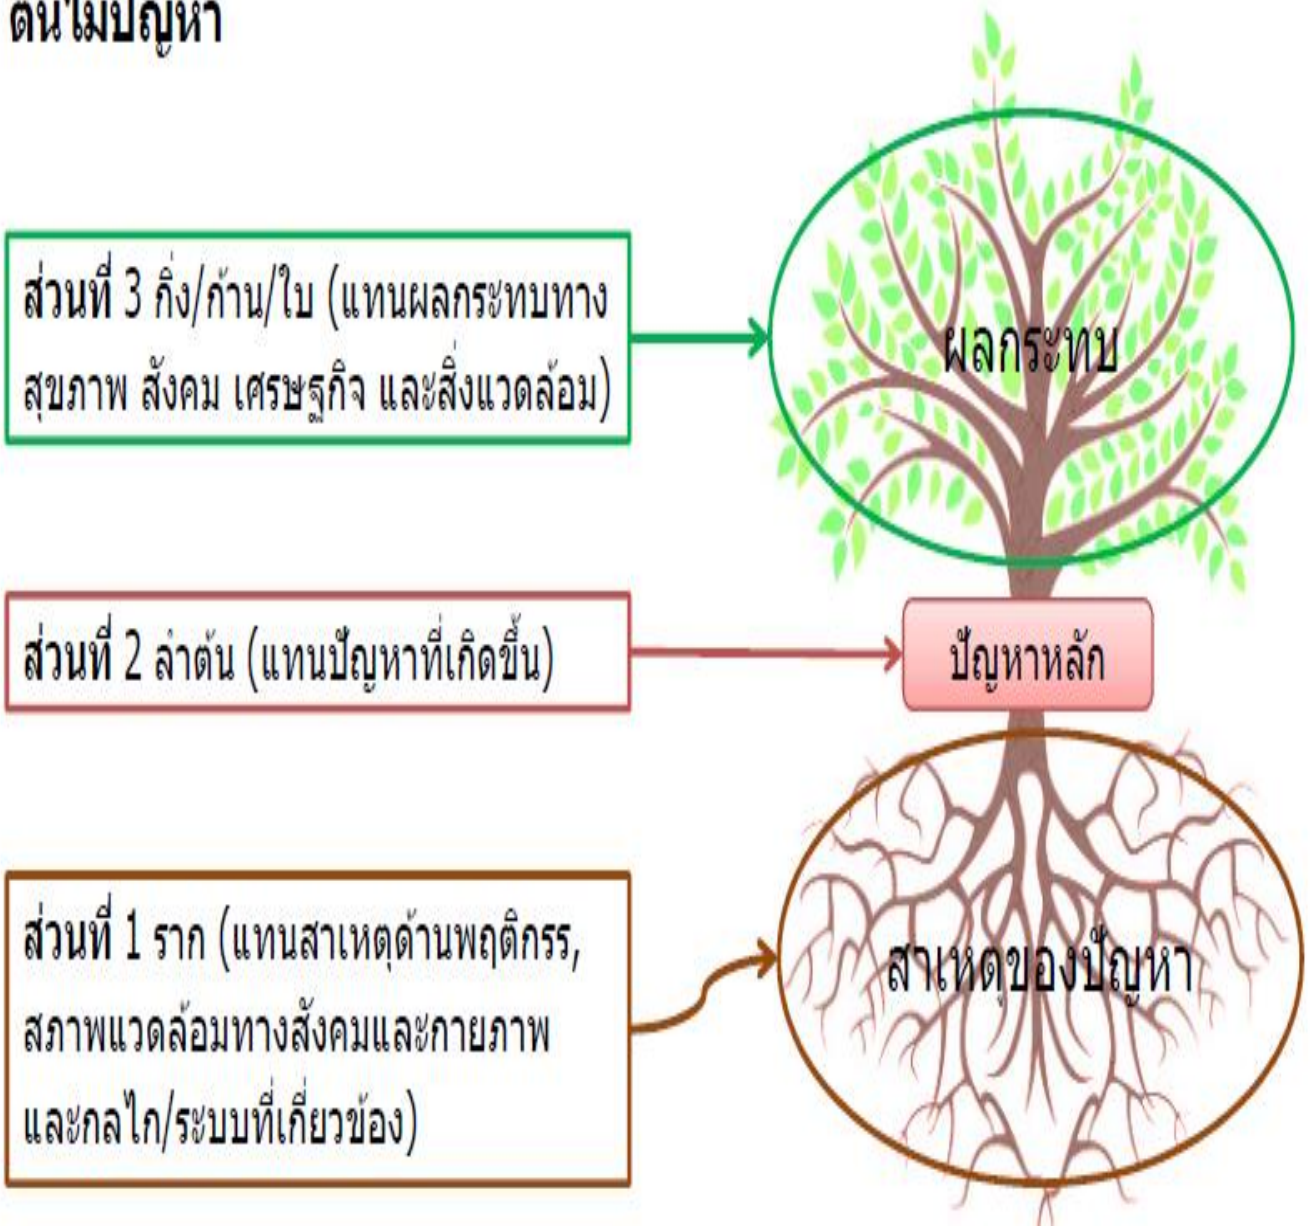 ต้นไม้ปัญหา
ส่วนที่ 3 กิ่ง/ก้าน/ใบ (แทนผลกระทบทาง
สุขภาพ สังคม เศรษฐกิจ และสิ่งแวดล้อม)
ผลกระทบ
ส่วนที่ 2 ลำต้น (แทนปัญหาที่เกิดขึ้น)
ปัญหาหลัก
ส่วนที่ 1 ราก (แทนสาเหตุด้านพฤติกรร,
สภาพแวดล้อมทางสังคมและกายภาพ
และกลไก/ระบบที่เกี่ยวข้อง)
สาเหตุของปัญหา